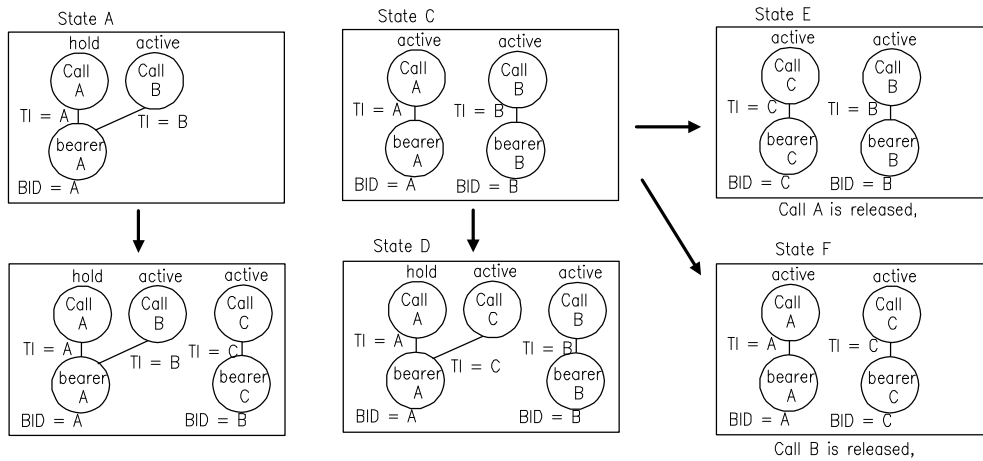 State A
hold active
Call A
Call B
TI = A
TI = B
bearer A
BID = A
State C
active active
Call A
Call B
TI = A
TI = B
bearer A
bearer B
BID = A
BID = B
State E
active active
Call C
Call B
TI = C
TI = B
bearer C
bearer B
BID = C
BID = B
Call A is released,
hold active active
Call A
Call B
Call C
TI = A
TI = B
TI = C
bearer A
bearer C
BID = A
BID = B
State D
hold active active
Call A
Call C
Call B
TI = A
TI = C
TI = B
bearer A
bearer B
BID = A
BID = B
State F
active active
Call A
Call C
TI = A
TI = C
bearer A
bearer C
BID = A
BID = C
Call B is released,